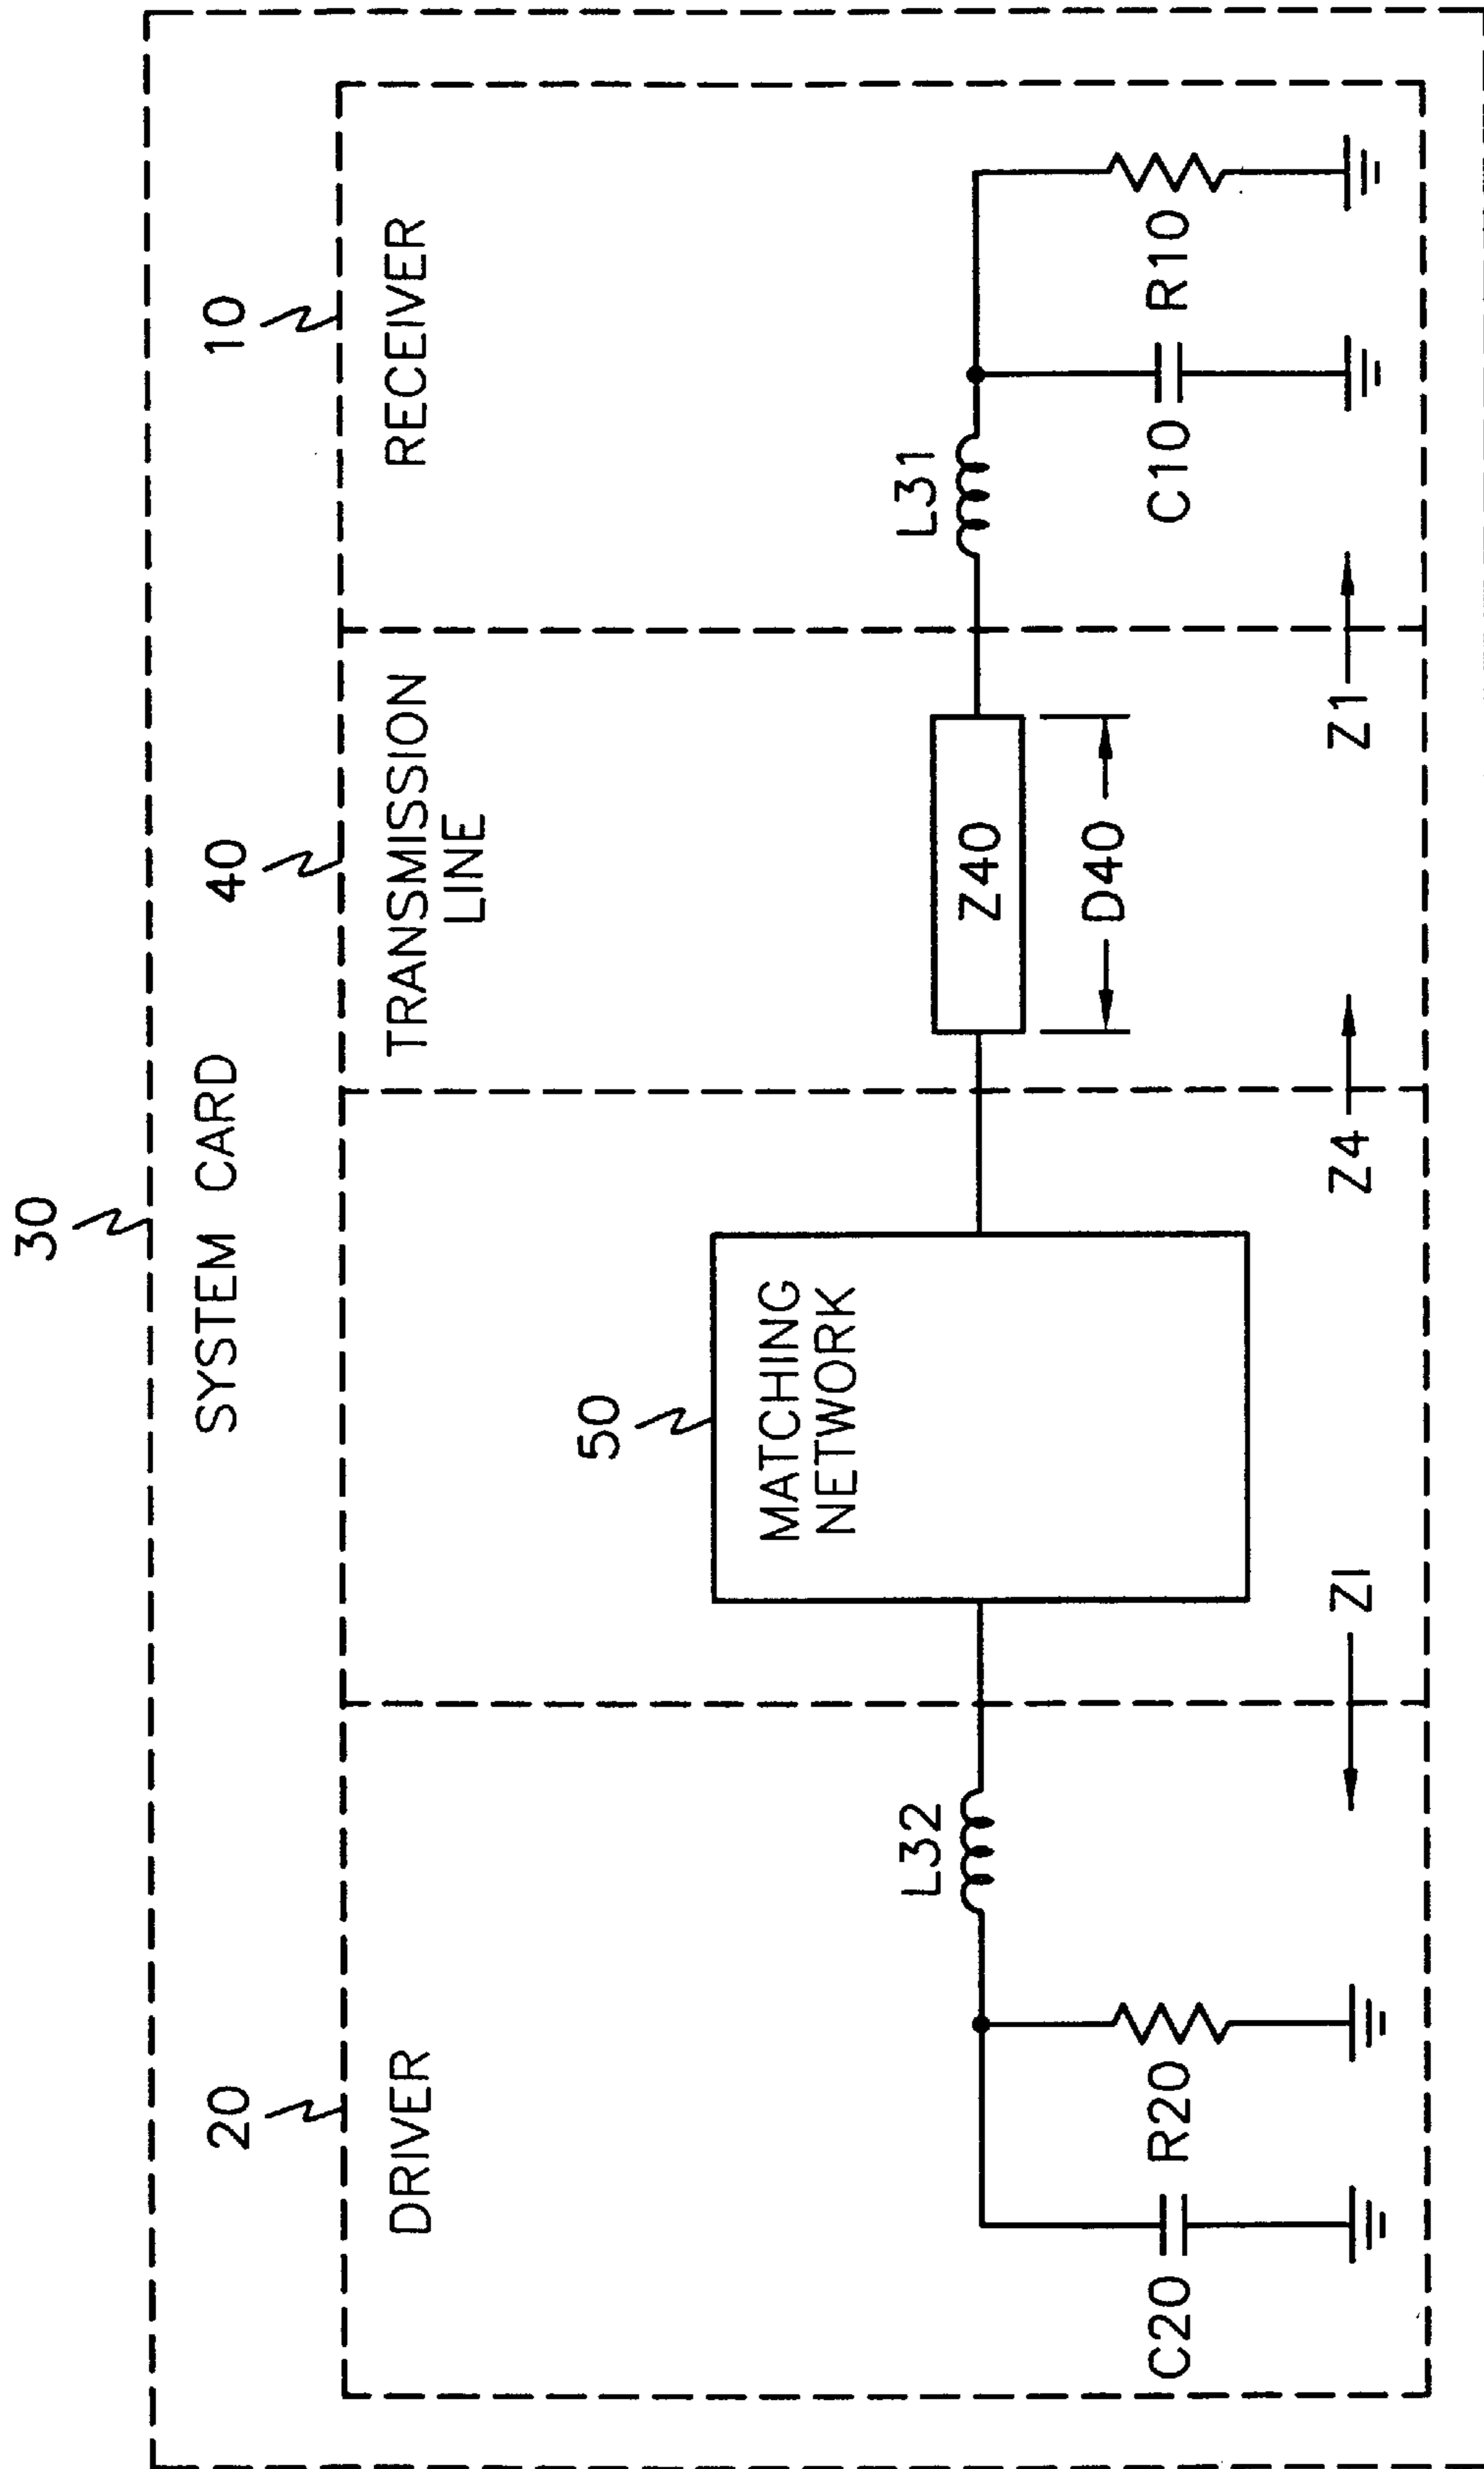 30
SYSTEM CARD
20
40
10
DRIVER
TRANSMISSION
LINE
RECEIVER
50
MATCHING
NETWORK
L32
L31
Z40
D40
C20
R20
C10
R10
ZI
Z4
Z1